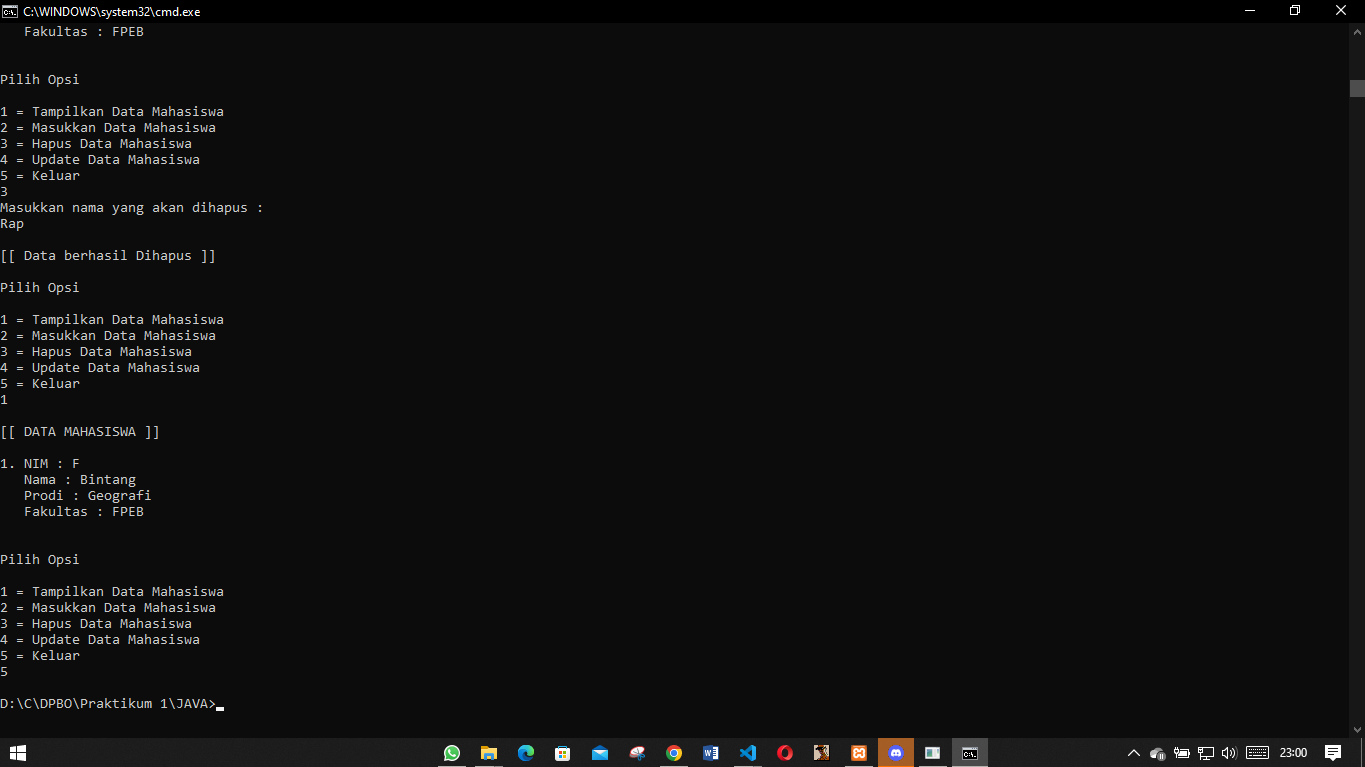 C:\WINDOWS\system32\cmd.exe
Fakultas : FPEB
Pilih Opsi
1 = Tampilkan Data Mahasiswa
2 = Masukkan Data Mahasiswa
3 = Hapus Data Mahasiswa
4 = Update Data Mahasiswa
5 = Keluar
3
Masukkan nama yang akan dihapus :
Rap
[[ Data berhasil Dihapus ]]
Pilih Opsi
1 = Tampilkan Data Mahasiswa
2 = Masukkan Data Mahasiswa
3 = Hapus Data Mahasiswa
4 = Update Data Mahasiswa
5 = Keluar
1
[[ DATA MAHASISWA ]]
1. NIM : F
Nama : Bintang
Prodi : Geografi
Fakultas : FPEB
Pilih Opsi
1 = Tampilkan Data Mahasiswa
2 = Masukkan Data Mahasiswa
3 = Hapus Data Mahasiswa
4 = Update Data Mahasiswa
5 = Keluar
5
D:\C\DPBO\Praktikum 1\JAVA>
23:00